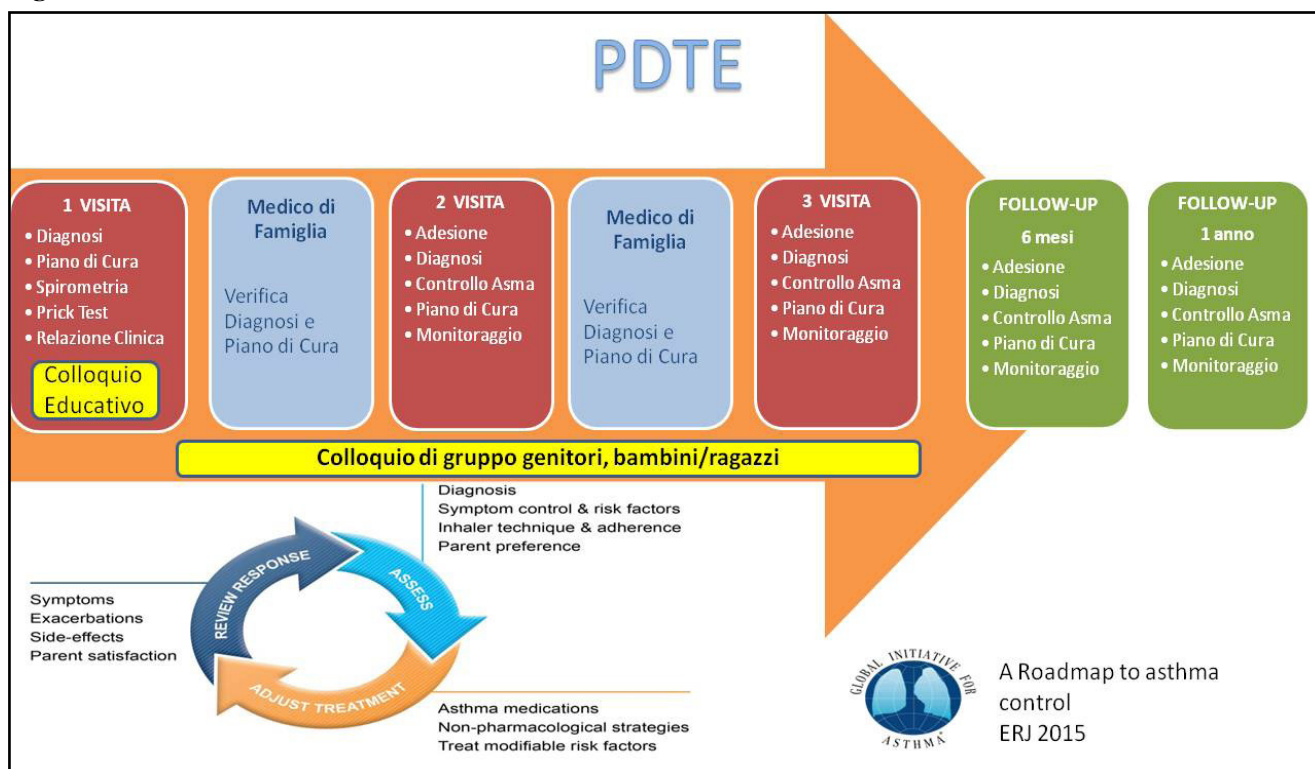 PDTE
1 VISITA
• Diagnosi
• Piano di Cura
• Spirometria
• Prick Test
• Relazione Clinica
Colloquio
Educativo
Medico di
Famiglia
Verifica
Diagnosi e
Piano di Cura
2 VISITA
• Adesione
• Diagnosi
• Controllo Asma
• Piano di Cura
• Monitoraggio
Medico di
Famiglia
Verifica
Diagnosi e
Piano di Cura
3 VISITA
• Adesione
• Diagnosi
• Controllo Asma
• Piano di Cura
• Monitoraggio
FOLLOW-UP
6 mesi
• Adesione
• Diagnosi
• Controllo Asma
• Piano di Cura
• Monitoraggio
FOLLOW-UP
1 anno
• Adesione
• Diagnosi
• Controllo Asma
• Piano di Cura
• Monitoraggio
Colloquio di gruppo genitori, bambini/ragazzi
Diagnosis
Symptom control & risk factors
Inhaler technique & adherence
Parent preference
REVIEW RESPONSE
ASSESS
ADJUST TREATMENT
Symptoms
Exacerbations
Side-effects
Parent satisfaction
Asthma medications
Non-pharmacological strategies
Treat modifiable risk factors
GLOBAL INITIATIVE FOR
ASTHMA
A Roadmap to asthma
control
ERJ 2015